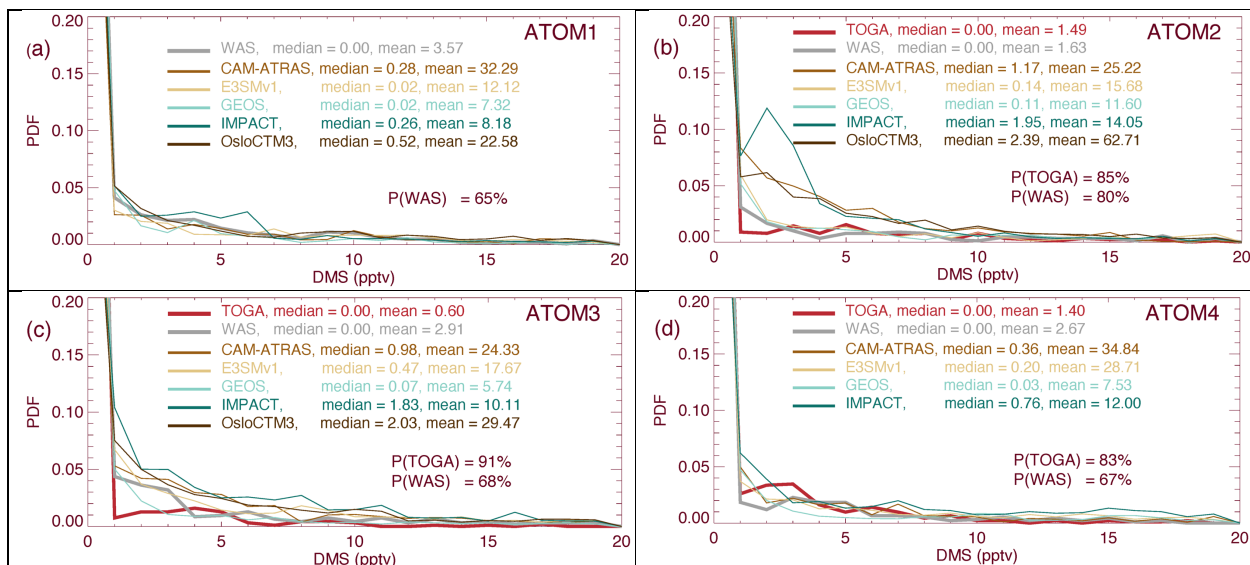 (a) ATOM1
WAS, median = 0.00, mean = 3.57
CAM-ATRAS, median = 0.28, mean = 32.29
E3SMv1, median = 0.02, mean = 12.12
GEOS, median = 0.02, mean = 7.32
IMPACT, median = 0.26, mean = 8.18
OsloCTM3, median = 0.52, mean = 22.58
P(WAS) = 65%
PDF
0.20
0.15
0.10
0.05
0.00
0 5 10 15 20
DMS (pptv)
(b) ATOM2
TOGA, median = 0.00, mean = 1.49
WAS, median = 0.00, mean = 1.63
CAM-ATRAS, median = 1.17, mean = 25.22
E3SMv1, median = 0.14, mean = 15.68
GEOS, median = 0.11, mean = 11.60
IMPACT, median = 1.95, mean = 14.05
OsloCTM3, median = 2.39, mean = 62.71
P(TOGA) = 85%
P(WAS) = 80%
PDF
0.20
0.15
0.10
0.05
0.00
0 5 10 15 20
DMS (pptv)
(c) ATOM3
TOGA, median = 0.00, mean = 0.60
WAS, median = 0.00, mean = 2.91
CAM-ATRAS, median = 0.98, mean = 24.33
E3SMv1, median = 0.47, mean = 17.67
GEOS, median = 0.07, mean = 5.74
IMPACT, median = 1.83, mean = 10.11
OsloCTM3, median = 2.03, mean = 29.47
P(TOGA) = 91%
P(WAS) = 68%
PDF
0.20
0.15
0.10
0.05
0.00
0 5 10 15 20
DMS (pptv)
(d) ATOM4
TOGA, median = 0.00, mean = 1.40
WAS, median = 0.00, mean = 2.67
CAM-ATRAS, median = 0.36, mean = 34.84
E3SMv1, median = 0.20, mean = 28.71
GEOS, median = 0.03, mean = 7.53
IMPACT, median = 0.76, mean = 12.00
P(TOGA) = 83%
P(WAS) = 67%
PDF
0.20
0.15
0.10
0.05
0.00
0 5 10 15 20
DMS (pptv)